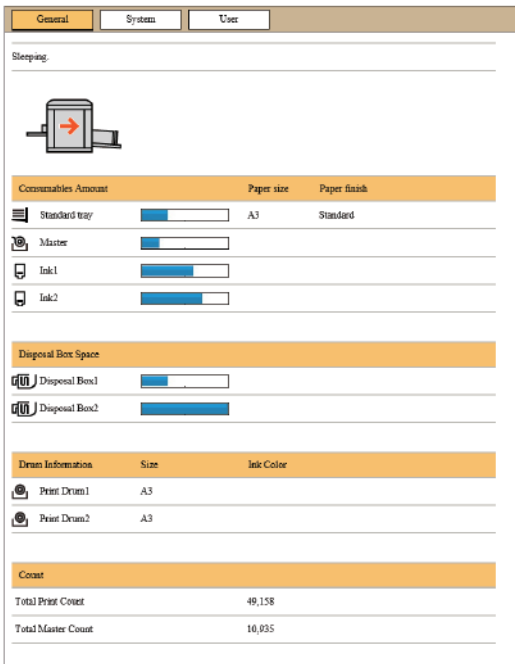 General System User
Sleeping.
Consumables Amount Paper size Paper finish
Standard tray A3 Standard
Master
Ink1
Ink2
Disposal Box Space
Disposal Box1
Disposal Box2
Drum Information Size Ink Color
Print Drum1 A3
Print Drum2 A3
Count
Total Print Count 49,158
Total Master Count 10,935